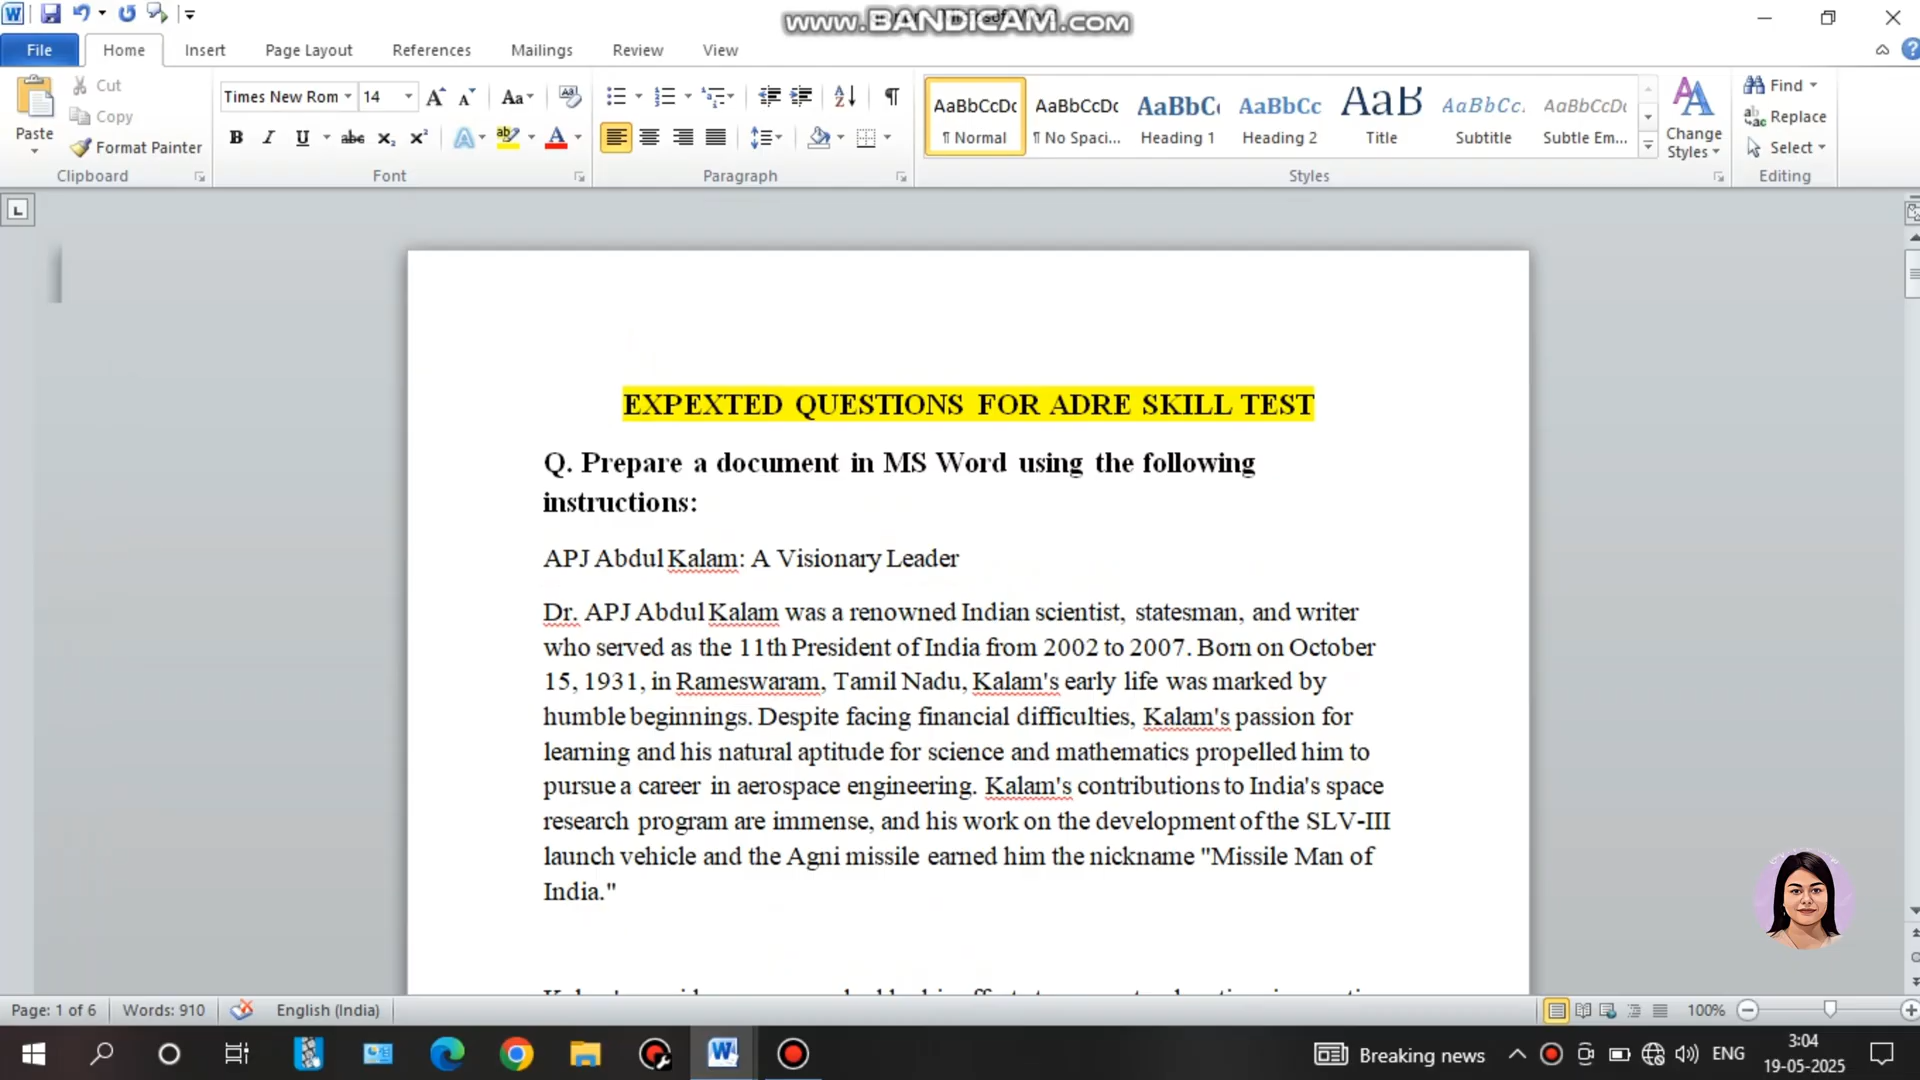 www.BANDICAM.com
File Home Insert Page Layout References Mailings Review View
Paste
Cut
Copy
Format Painter
Clipboard
Times New Rom 14
Font
Paragraph
AaBbCcDc AaBbCcDc AaBbC AaBbCc AaB AaBbCc. AaBbCcDc
¶ Normal ¶ No Spaci... Heading 1 Heading 2 Title Subtitle Subtle Em...
Styles
Change Styles
Find
Replace
Select
Editing
EXPEXTED QUESTIONS FOR ADRE SKILL TEST
Q. Prepare a document in MS Word using the following
instructions:
APJ Abdul Kalam: A Visionary Leader
Dr. APJ Abdul Kalam was a renowned Indian scientist, statesman, and writer
who served as the 11th President of India from 2002 to 2007. Born on October
15, 1931, in Rameswaram, Tamil Nadu, Kalam's early life was marked by
humble beginnings. Despite facing financial difficulties, Kalam's passion for
learning and his natural aptitude for science and mathematics propelled him to
pursue a career in aerospace engineering. Kalam's contributions to India's space
research program are immense, and his work on the development of the SLV-III
launch vehicle and the Agni missile earned him the nickname "Missile Man of
India."
Page: 1 of 6 Words: 910 English (India) 100%
Breaking news ENG 3:04
19-05-2025